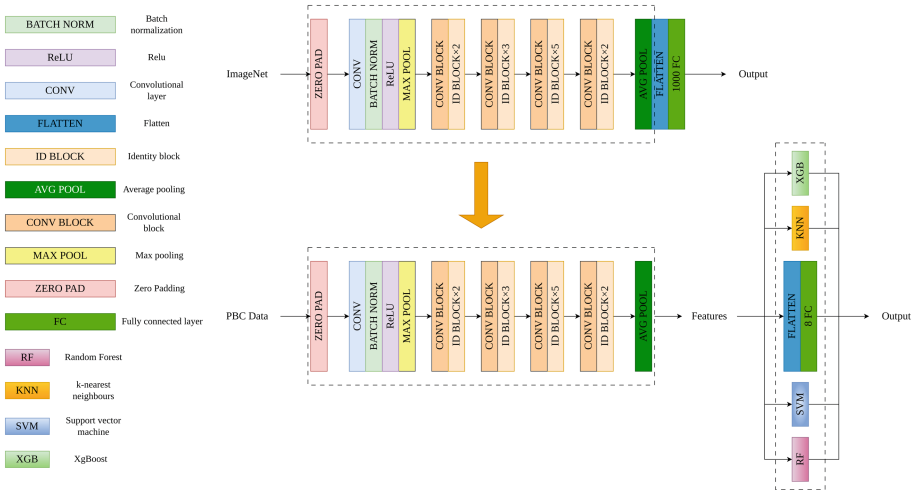 BATCH NORM
Batch
normalization
ReLU
Relu
CONV
Convolutional
layer
FLATTEN
Flatten
ID BLOCK
Identity block
AVG POOL
Average pooling
CONV BLOCK
Convolutional
block
MAX POOL
Max pooling
ZERO PAD
Zero Padding
FC
Fully connected layer
RF
Random Forest
KNN
k-nearest
neighbours
SVM
Support vector
machine
XGB
XgBoost
ImageNet
ZERO PAD
CONV
BATCH NORM
ReLU
MAX POOL
CONV BLOCK
ID BLOCK×2
CONV BLOCK
ID BLOCK×3
CONV BLOCK
ID BLOCK×5
CONV BLOCK
ID BLOCK×2
AVG POOL
FLATTEN
1000 FC
Output
PBC Data
ZERO PAD
CONV
BATCH NORM
ReLU
MAX POOL
CONV BLOCK
ID BLOCK×2
CONV BLOCK
ID BLOCK×3
CONV BLOCK
ID BLOCK×5
CONV BLOCK
ID BLOCK×2
AVG POOL
Features
XGB
KNN
FLATTEN
8 FC
SVM
RF
Output